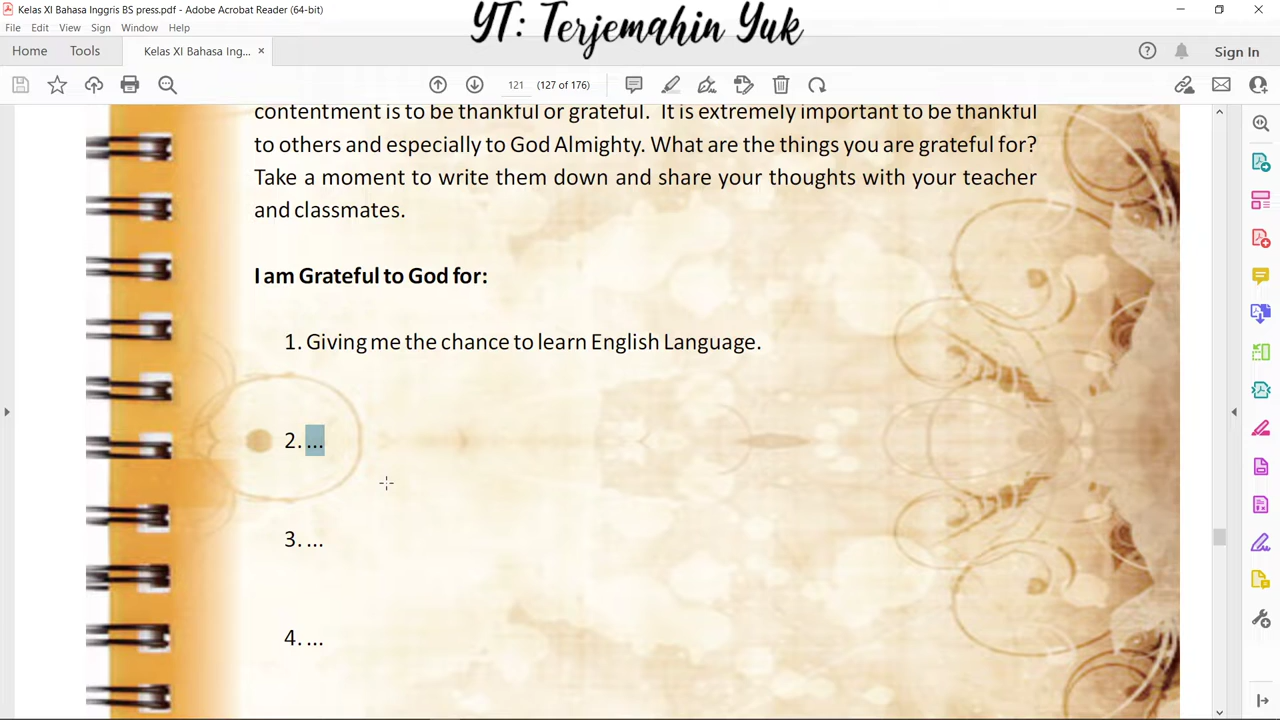 Kelas XI Bahasa Inggris BS press.pdf - Adobe Acrobat Reader (64-bit)
YT: Terjemahin Yuk
File Edit View Sign Window Help
Home Tools Kelas XI Bahasa Ing... × Sign In
121 (127 of 176)
contentment is to be thankful or grateful. It is extremely important to be thankful
to others and especially to God Almighty. What are the things you are grateful for?
Take a moment to write them down and share your thoughts with your teacher
and classmates.
I am Grateful to God for:
1. Giving me the chance to learn English Language.
2. ...
3. ...
4. ...